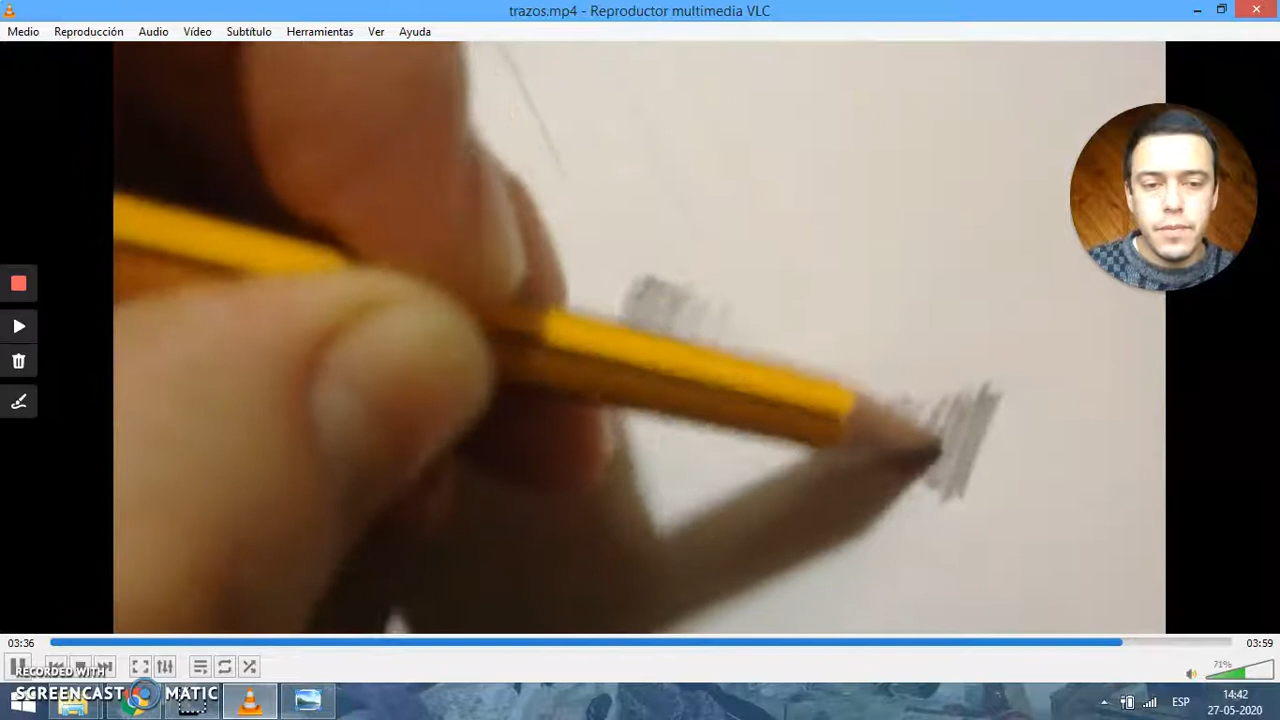 trazos.mp4 - Reproductor multimedia VLC
Medio Reproducción Audio Vídeo Subtítulo Herramientas Ver Ayuda
03:36 03:59
RECORDED WITH
SCREENCAST MATIC
71%
ESP
14:42
27-05-2020